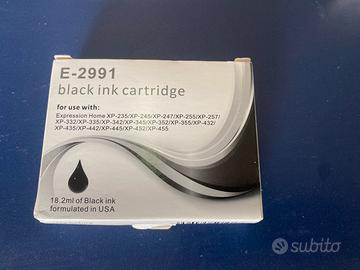 E-2991
black ink cartridge
for use with:
Expression Home XP-235/XP-245/XP-247/XP-255/XP-257/
XP-332/XP-335/XP-342/XP-345/XP-352/XP-355/XP-432/
XP-435/XP-442/XP-445/XP-452/XP-455
18.2ml of Black ink
formulated in USA
subito